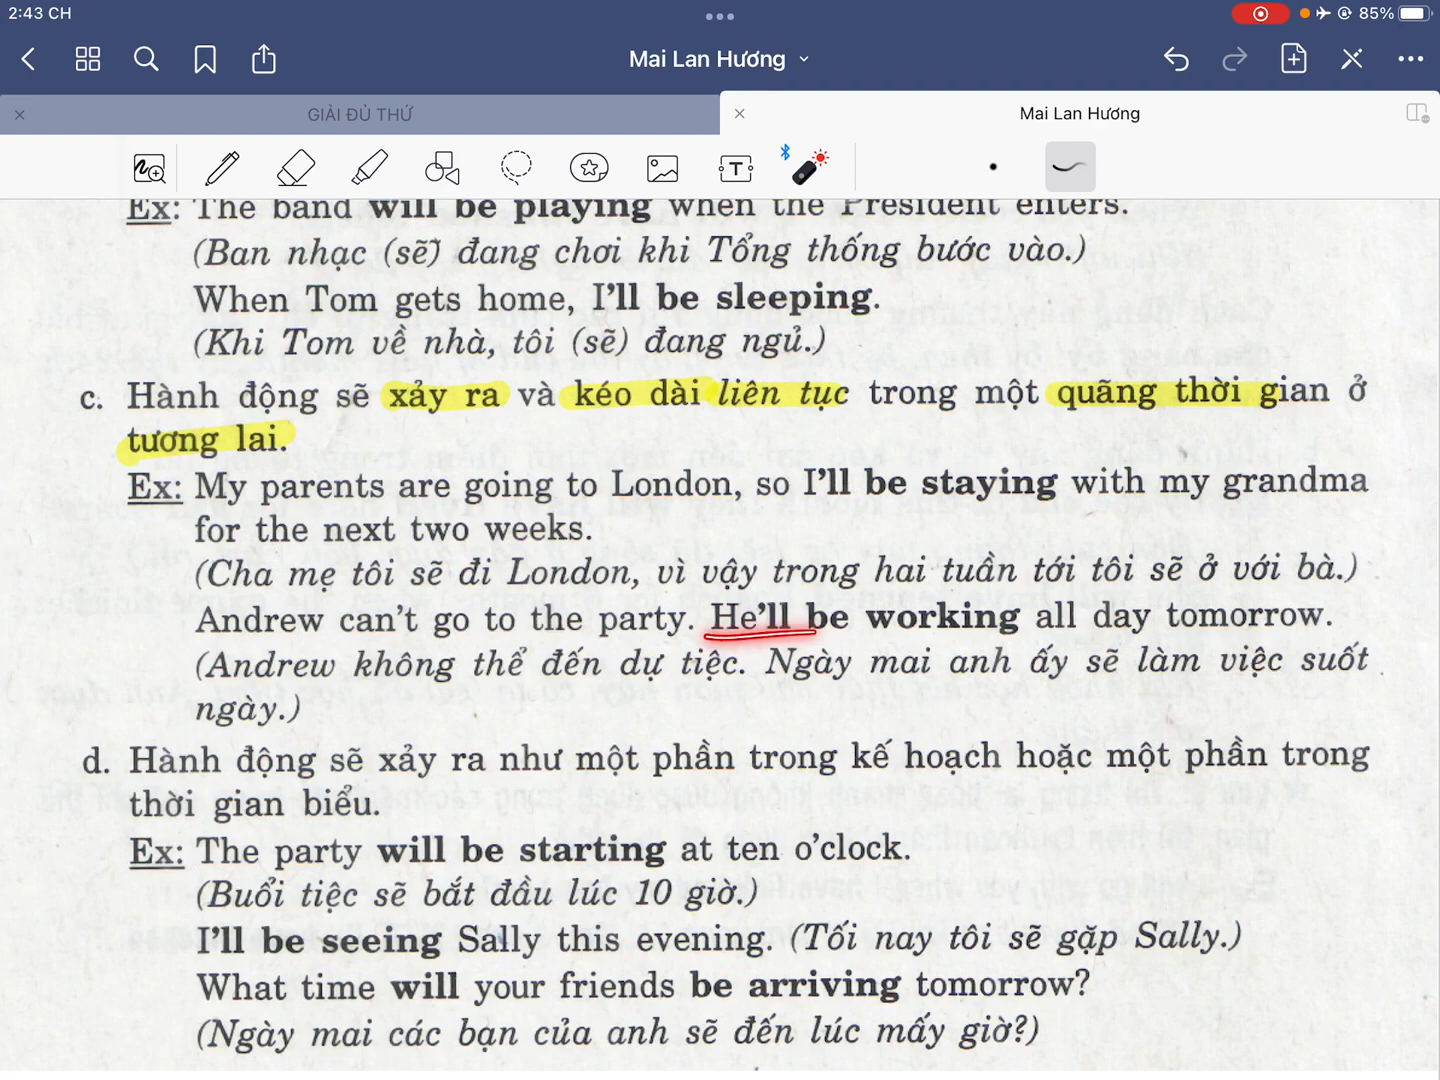 2:43 CH
85%
Mai Lan Hương
GIẢI ĐỦ THỨ
Mai Lan Hương
Ex: The band will be playing when the President enters.
(Ban nhạc (sẽ) đang chơi khi Tổng thống bước vào.)
When Tom gets home, I'll be sleeping.
(Khi Tom về nhà, tôi (sẽ) đang ngủ.)
c. Hành động sẽ xảy ra và kéo dài liên tục trong một quãng thời gian ở
tương lai.
Ex: My parents are going to London, so I'll be staying with my grandma
for the next two weeks.
(Cha mẹ tôi sẽ đi London, vì vậy trong hai tuần tới tôi sẽ ở với bà.)
Andrew can't go to the party. He'll be working all day tomorrow.
(Andrew không thể đến dự tiệc. Ngày mai anh ấy sẽ làm việc suốt
ngày.)
d. Hành động sẽ xảy ra như một phần trong kế hoạch hoặc một phần trong
thời gian biểu.
Ex: The party will be starting at ten o'clock.
(Buổi tiệc sẽ bắt đầu lúc 10 giờ.)
I'll be seeing Sally this evening. (Tối nay tôi sẽ gặp Sally.)
What time will your friends be arriving tomorrow?
(Ngày mai các bạn của anh sẽ đến lúc mấy giờ?)